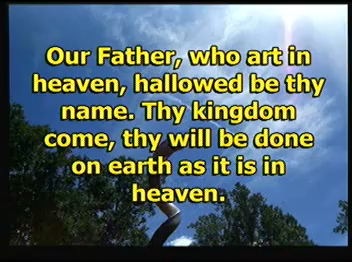 Our Father, who art in
heaven, hallowed be thy
name. Thy kingdom
come, thy will be done
on earth as it is in
heaven.